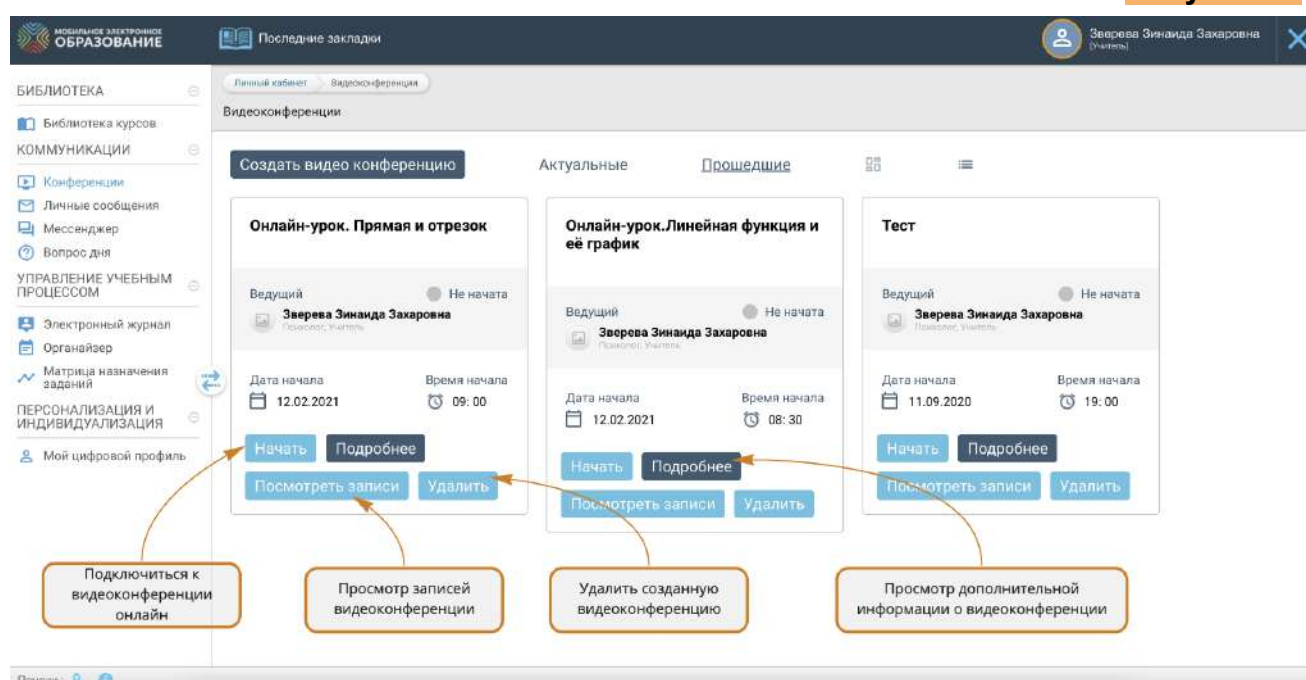 МОБИЛЬНОЕ ЭЛЕКТРОННОЕ
ОБРАЗОВАНИЕ
Последние закладки
Зверева Зинаида Захаровна
(Учитель)
БИБЛИОТЕКА
Библиотека курсов
КОММУНИКАЦИИ
Конференции
Личные сообщения
Мессенджер
Вопрос дня
УПРАВЛЕНИЕ УЧЕБНЫМ
ПРОЦЕССОМ
Электронный журнал
Органайзер
Матрица назначения
заданий
ПЕРСОНАЛИЗАЦИЯ И
ИНДИВИДУАЛИЗАЦИЯ
Мой цифровой профиль
Личный кабинет Видеоконференция
Видеоконференции
Создать видео конференцию Актуальные Прошедшие
Онлайн-урок. Прямая и отрезок
Ведущий Не начата
Зверева Зинаида Захаровна
Психолог, Учитель
Дата начала Время начала
12.02.2021 09: 00
Начать Подробнее
Посмотреть записи Удалить
Онлайн-урок.Линейная функция и
её график
Ведущий Не начата
Зверева Зинаида Захаровна
Психолог, Учитель
Дата начала Время начала
12.02.2021 08: 30
Начать Подробнее
Посмотреть записи Удалить
Тест
Ведущий Не начата
Зверева Зинаида Захаровна
Психолог, Учитель
Дата начала Время начала
11.09.2020 19: 00
Начать Подробнее
Посмотреть записи Удалить
Подключиться к
видеоконференции
онлайн
Просмотр записей
видеоконференции
Удалить созданную
видеоконференцию
Просмотр дополнительной
информации о видеоконференции